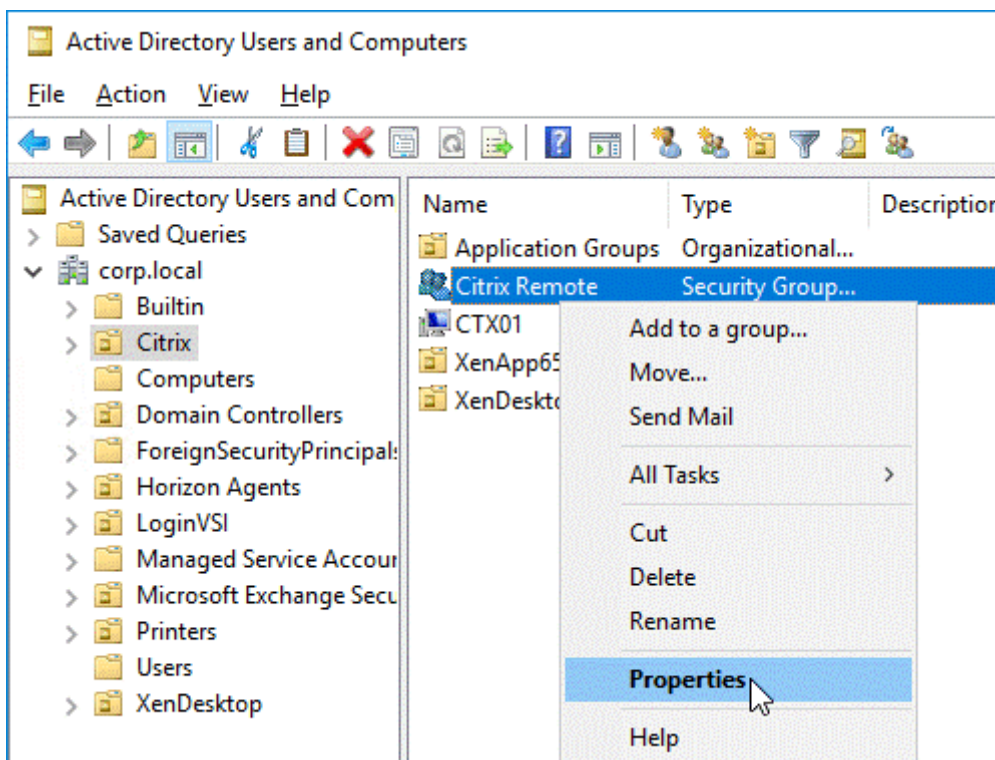 Active Directory Users and Computers
File Action View Help
Active Directory Users and Com
Saved Queries
corp.local
Builtin
Citrix
Computers
Domain Controllers
ForeignSecurityPrincipals
Horizon Agents
LoginVSI
Managed Service Accoun
Microsoft Exchange Secu
Printers
Users
XenDesktop
Name Type Description
Application Groups Organizational...
Citrix Remote Security Group...
CTX01
XenApp65
XenDeskto
Add to a group...
Move...
Send Mail
All Tasks
Cut
Delete
Rename
Properties
Help